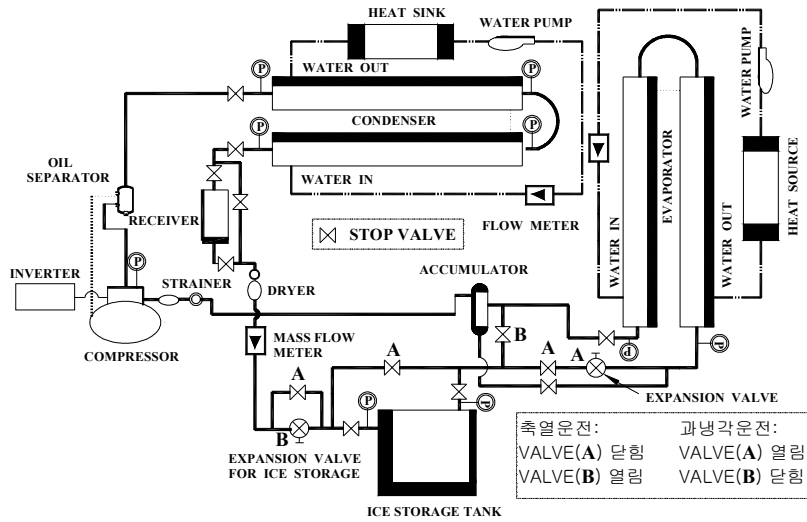 HEAT SINK
WATER PUMP
WATER OUT
P
P
CONDENSER
P
P
WATER IN
FLOW METER
OIL
SEPARATOR
RECEIVER
STOP VALVE
INVERTER
P
STRAINER
DRYER
COMPRESSOR
MASS FLOW
METER
ACCUMULATOR
WATER PUMP
EVAPORATOR
HEAT SOURCE
WATER IN
WATER OUT
B
P
P
A
A
A
A
B
P
P
EXPANSION VALVE
EXPANSION VALVE
FOR ICE STORAGE
ICE STORAGE TANK
축열운전:
VALVE(A) 닫힘
VALVE(B) 열림
과냉각운전:
VALVE(A) 열림
VALVE(B) 닫힘